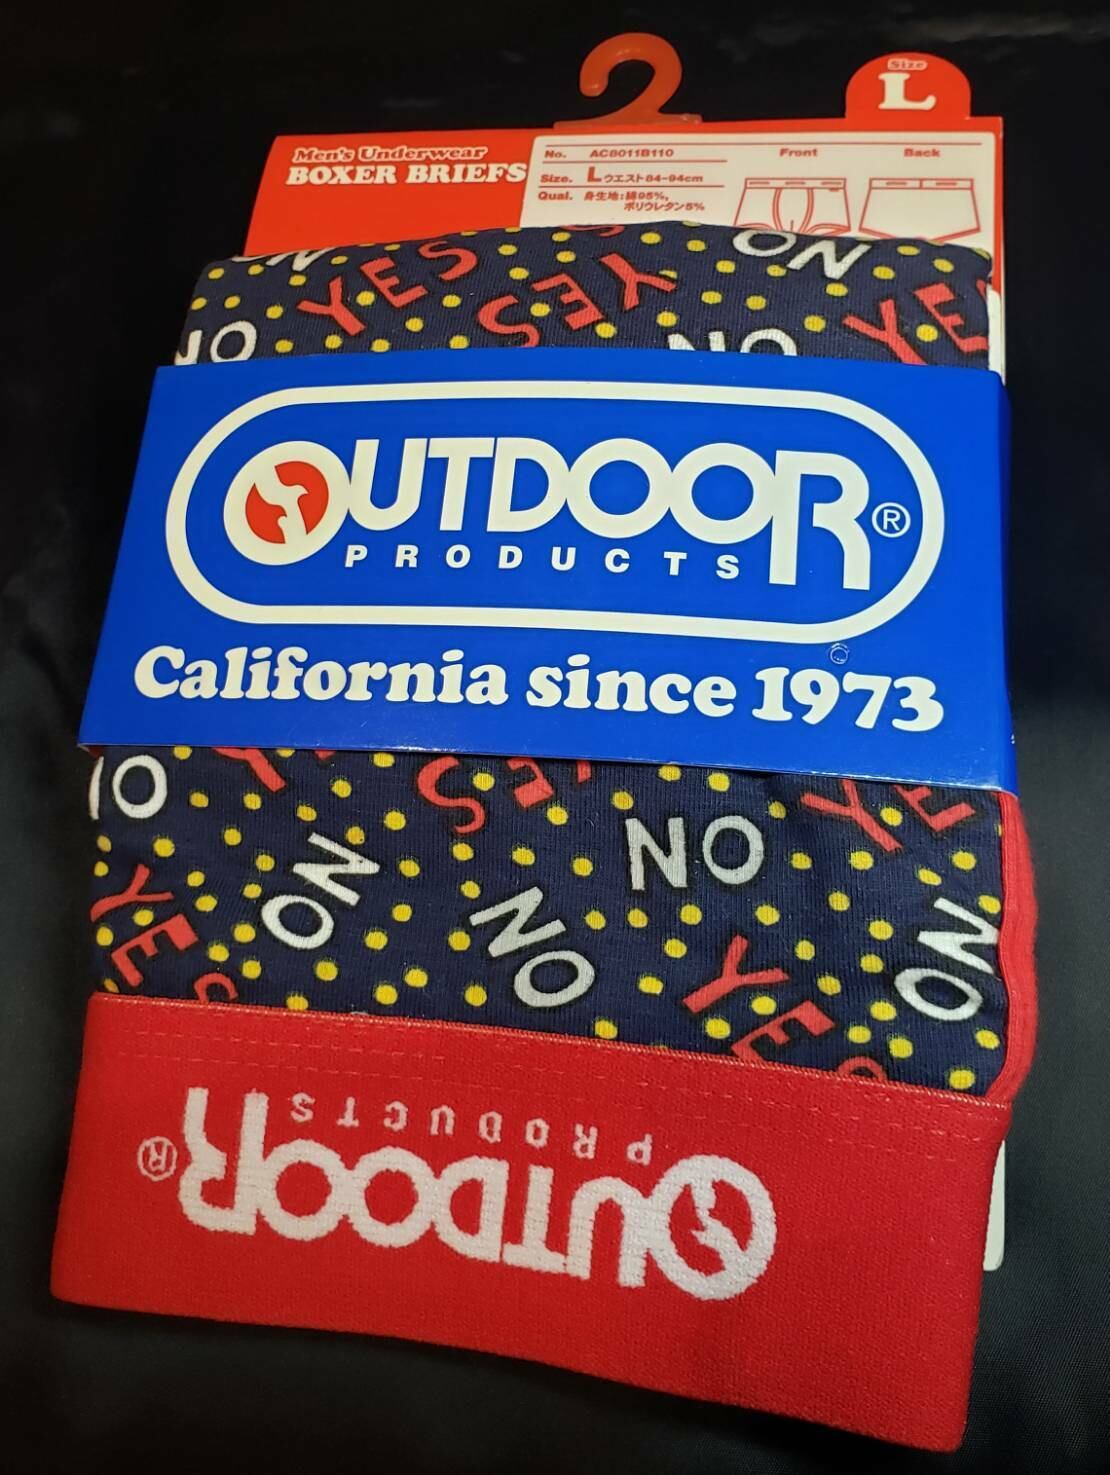 Size
L
Men's Underwear
BOXER BRIEFS
No. AC8011B110
Size. L ウエスト84-94cm
Qual. 身生地:綿95%,
ポリウレタン5%
Front
Back
NO
YES
YES
NO
YE
NO
OUTDOOR®
PRODUCTS
California since 1973
NO
YES
NO
NO
NO
YE
YES
NO
OUTDOOR®
PRODUCTS